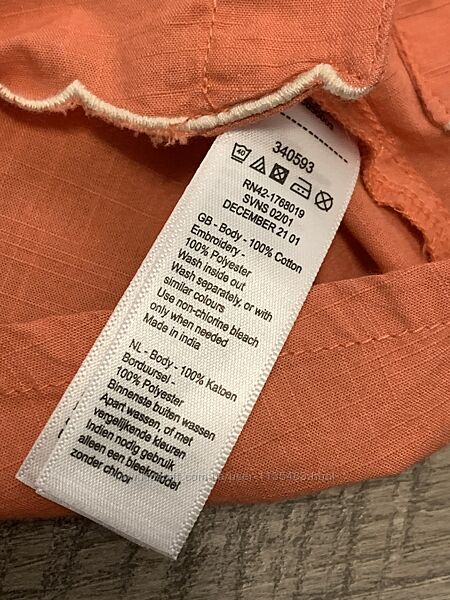 340593
40
RN42-1768019
SVNS 02/01
DECEMBER 21 01
GB - Body - 100% Cotton
Embroidery -
100% Polyester
Wash inside out
Wash separately, or with
similar colours
Use non-chlorine bleach
only when needed
Made in india
NL - Body - 100% Katoen
Borduursel -
100% Polyester
Binnenste buiten wassen
Apart wassen, of met
vergelijkende kleuren
Indien nodig gebruik
alleen een bleekmiddel
zonder chloor